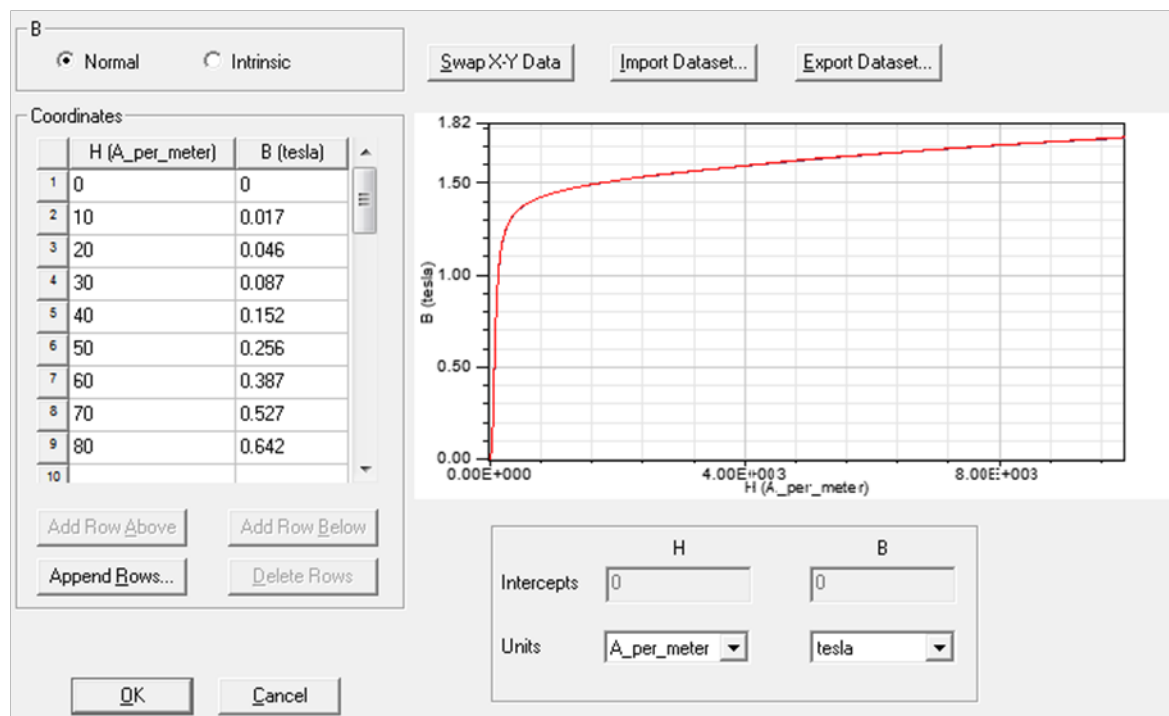 B
Normal
Intrinsic
Swap X-Y Data
Import Dataset...
Export Dataset...
Coordinates
H (A_per_meter) B (tesla)
1 0 0
2 10 0.017
3 20 0.046
4 30 0.087
5 40 0.152
6 50 0.256
7 60 0.387
8 70 0.527
9 80 0.642
10
Add Row Above
Add Row Below
Append Rows...
Delete Rows
1.82
1.50
1.00
0.50
0.00
B (tesla)
0.00E+000 4.00E+003 8.00E+003
H (A_per_meter)
H B
Intercepts 0 0
Units A_per_meter tesla
OK
Cancel